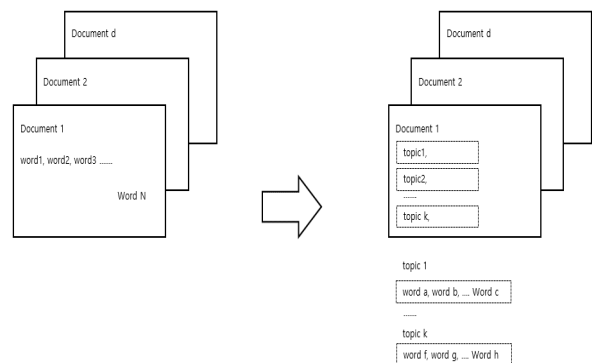 Document d
Document 2
Document 1
word1, word2, word3 .......
Word N
Document d
Document 2
Document 1
topic1,
topic2,
.......
topic k,
topic 1
word a, word b, .... Word c
.......
topic k
word f, word g, .... Word h